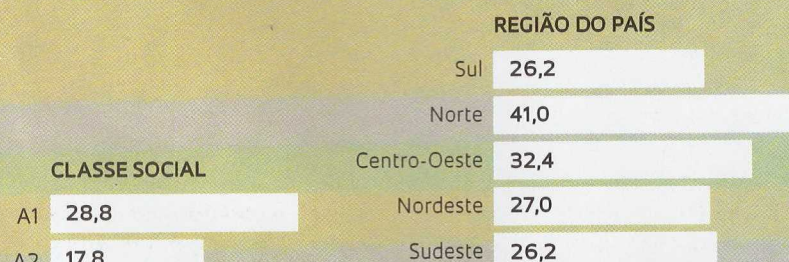 REGIÃO DO PAÍS
Sul 26,2
Norte 41,0
Centro-Oeste 32,4
Nordeste 27,0
Sudeste 26,2
CLASSE SOCIAL
A1 28,8
A2 17,8